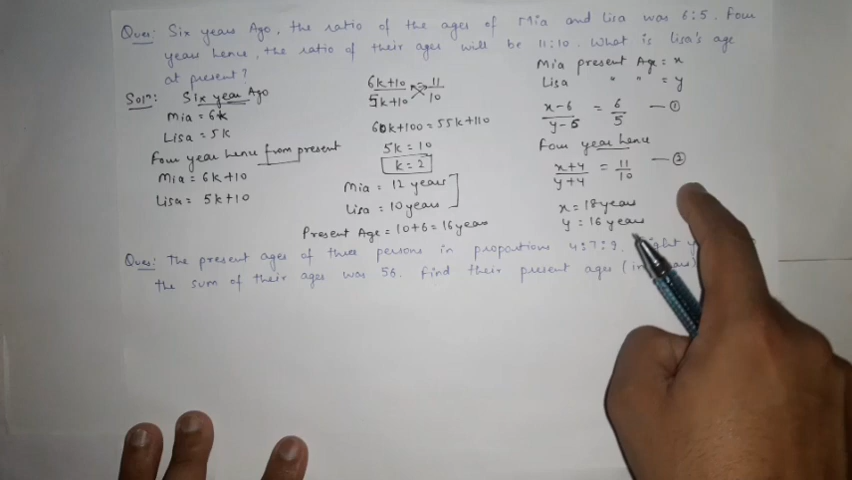 Ques: Six years Ago, the ratio of the ages of Mia and Lisa was 6:5. Four
years hence, the ratio of their ages will be 11:10. What is Lisa's age
at present?
Solⁿ: Six year Ago
Mia = 6k
Lisa = 5k
Four year hence from present
Mia = 6k+10
Lisa = 5k+10
6k+10/5k+10 = 11/10
60k+100 = 55k+110
5k = 10
k = 2
Mia = 12 years
Lisa = 10 years
Present Age = 10+6 = 16 years
Mia present Age = x
Lisa " " = y
x-6/y-6 = 6/5 — ①
Four year hence
x+4/y+4 = 11/10 — ②
x = 18 years
y = 16 years
Ques: The present ages of three persons in proportions 4:7:9. y
the sum of their ages was 56. Find their present ages (in